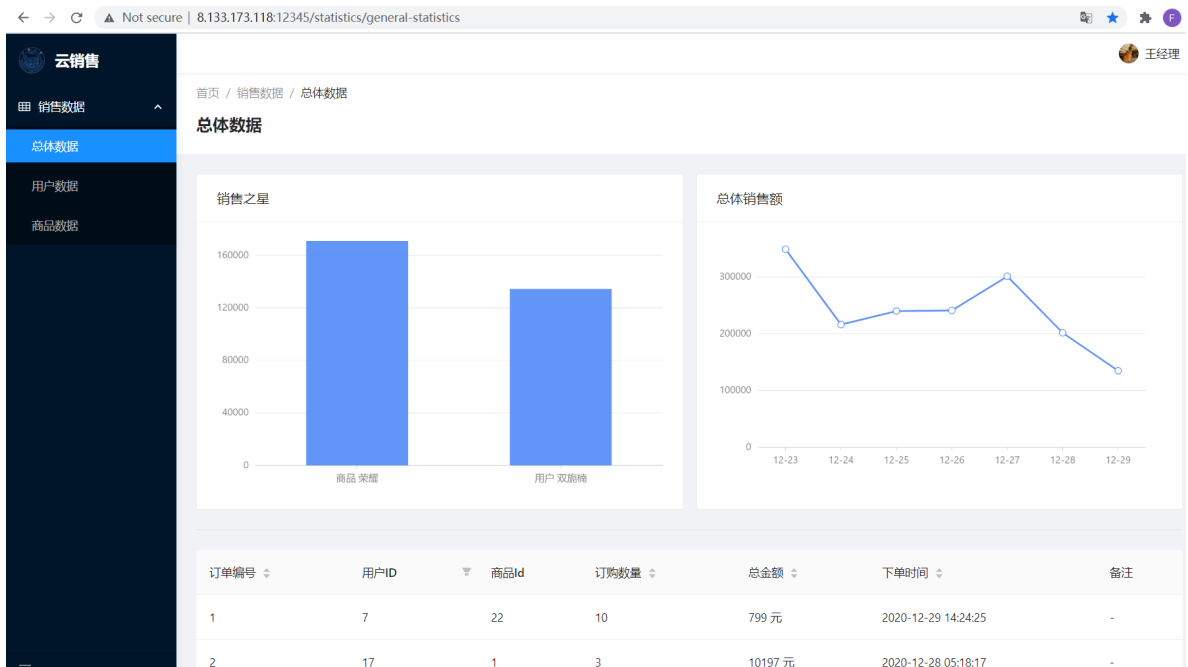 Not secure | 8.133.173.118:12345/statistics/general-statistics
F
云销售
王经理
销售数据
总体数据
用户数据
商品数据
首页 / 销售数据 / 总体数据
总体数据
销售之星
160000
120000
80000
40000
0
商品 荣耀
用户 双旎楠
总体销售额
300000
200000
100000
0
12-23 12-24 12-25 12-26 12-27 12-28 12-29
订单编号 用户ID 商品Id 订购数量 总金额 下单时间 备注
1 7 22 10 799 元 2020-12-29 14:24:25 -
2 17 1 3 10197 元 2020-12-28 05:18:17 -